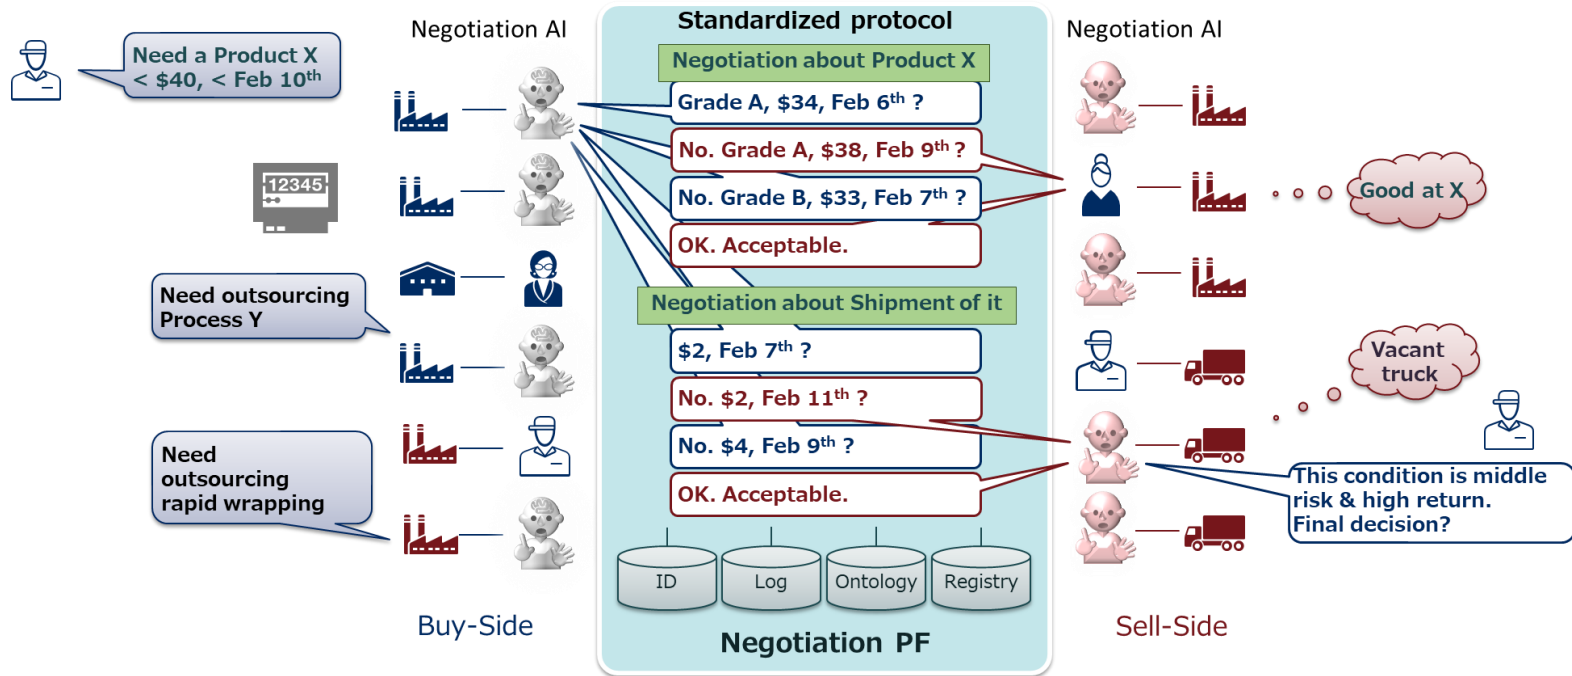 Negotiation AI
Standardized protocol
Negotiation AI
Need a Product X
< $40, < Feb 10th
Negotiation about Product X
Grade A, $34, Feb 6th ?
No. Grade A, $38, Feb 9th ?
No. Grade B, $33, Feb 7th ?
OK. Acceptable.
12345
Good at X
Need outsourcing
Process Y
Negotiation about Shipment of it
$2, Feb 7th ?
No. $2, Feb 11th ?
No. $4, Feb 9th ?
OK. Acceptable.
Vacant
truck
Need
outsourcing
rapid wrapping
This condition is middle
risk & high return.
Final decision?
ID
Log
Ontology
Registry
Buy-Side
Negotiation PF
Sell-Side